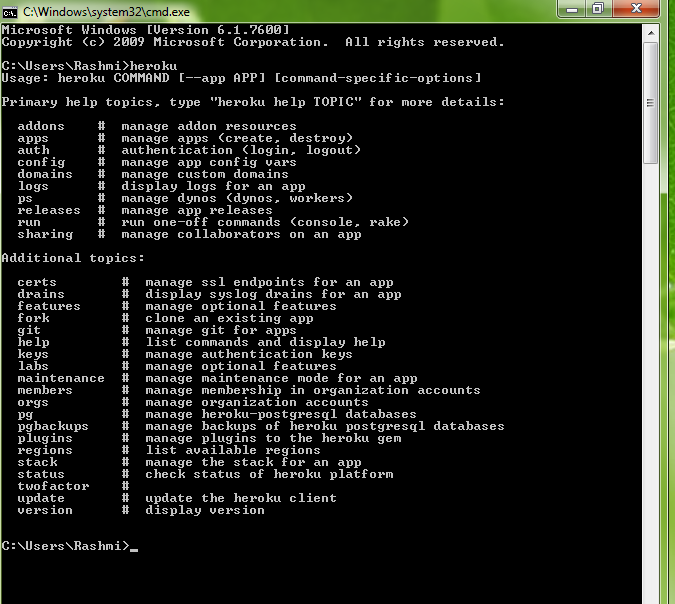 C:\Windows\system32\cmd.exe
Microsoft Windows [Version 6.1.7600]
Copyright (c) 2009 Microsoft Corporation.  All rights reserved.
C:\Users\Rashmi>heroku
Usage: heroku COMMAND [--app APP] [command-specific-options]
Primary help topics, type "heroku help TOPIC" for more details:
addons    #  manage addon resources
apps      #  manage apps (create, destroy)
auth      #  authentication (login, logout)
config    #  manage app config vars
domains   #  manage custom domains
logs      #  display logs for an app
ps        #  manage dynos (dynos, workers)
releases  #  manage app releases
run       #  run one-off commands (console, rake)
sharing   #  manage collaborators on an app
Additional topics:
certs        #  manage ssl endpoints for an app
drains       #  display syslog drains for an app
features     #  manage optional features
fork         #  clone an existing app
git          #  manage git for apps
help         #  list commands and display help
keys         #  manage authentication keys
labs         #  manage optional features
maintenance  #  manage maintenance mode for an app
members      #  manage membership in organization accounts
orgs         #  manage organization accounts
pg           #  manage heroku-postgresql databases
pgbackups    #  manage backups of heroku postgresql databases
plugins      #  manage plugins to the heroku gem
regions      #  list available regions
stack        #  manage the stack for an app
status       #  check status of heroku platform
twofactor    #
update       #  update the heroku client
version      #  display version
C:\Users\Rashmi>_